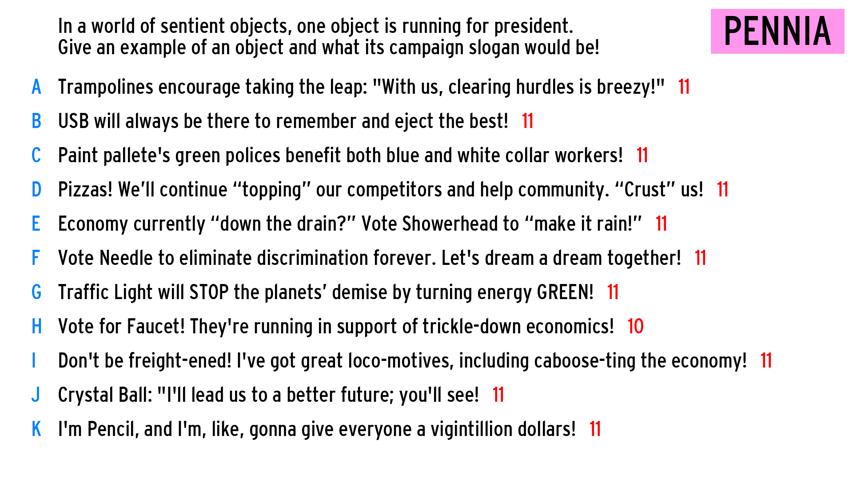 In a world of sentient objects, one object is running for president.
Give an example of an object and what its campaign slogan would be!
PENNIA
A Trampolines encourage taking the leap: "With us, clearing hurdles is breezy!" 11
B USB will always be there to remember and eject the best! 11
C Paint pallete's green polices benefit both blue and white collar workers! 11
D Pizzas! We’ll continue “topping” our competitors and help community. “Crust” us! 11
E Economy currently “down the drain?” Vote Showerhead to “make it rain!” 11
F Vote Needle to eliminate discrimination forever. Let's dream a dream together! 11
G Traffic Light will STOP the planets’ demise by turning energy GREEN! 11
H Vote for Faucet! They're running in support of trickle-down economics! 10
I Don't be freight-ened! I've got great loco-motives, including caboose-ting the economy! 11
J Crystal Ball: "I'll lead us to a better future; you'll see! 11
K I'm Pencil, and I'm, like, gonna give everyone a vigintillion dollars! 11